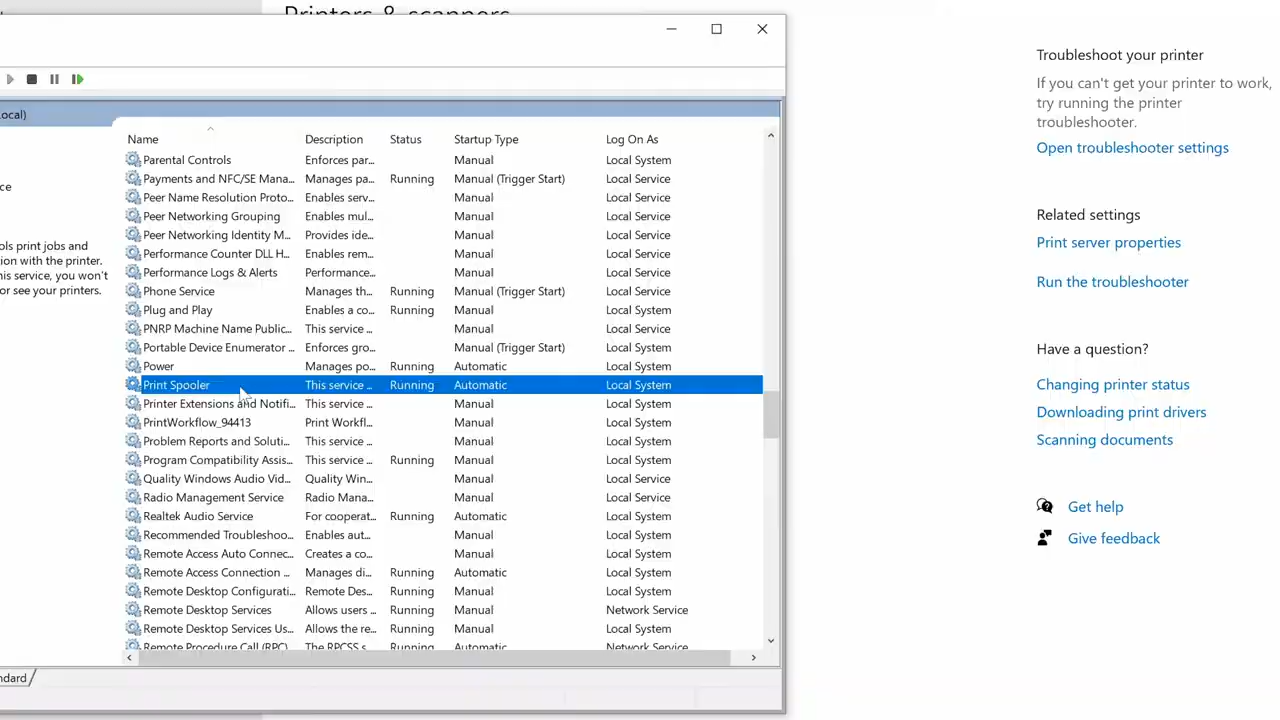 Printers & scanners
ocal)
ce
ols print jobs and
ion with the printer.
his service, you won't
or see your printers.
Name Description Status Startup Type Log On As
Parental Controls Enforces par... Manual Local System
Payments and NFC/SE Mana... Manages pa... Running Manual (Trigger Start) Local Service
Peer Name Resolution Proto... Enables serv... Manual Local Service
Peer Networking Grouping Enables mul... Manual Local Service
Peer Networking Identity M... Provides ide... Manual Local Service
Performance Counter DLL H... Enables rem... Manual Local Service
Performance Logs & Alerts Performance... Manual Local Service
Phone Service Manages th... Running Manual (Trigger Start) Local Service
Plug and Play Enables a co... Running Manual Local System
PNRP Machine Name Public... This service ... Manual Local Service
Portable Device Enumerator ... Enforces gro... Manual (Trigger Start) Local System
Power Manages po... Running Automatic Local System
Print Spooler This service ... Running Automatic Local System
Printer Extensions and Notifi... This service ... Manual Local System
PrintWorkflow_94413 Print Workfl... Manual Local System
Problem Reports and Soluti... This service ... Manual Local System
Program Compatibility Assis... This service ... Running Manual Local System
Quality Windows Audio Vid... Quality Win... Manual Local Service
Radio Management Service Radio Mana... Manual Local Service
Realtek Audio Service For cooperat... Running Automatic Local System
Recommended Troubleshoo... Enables aut... Manual Local System
Remote Access Auto Connec... Creates a co... Manual Local System
Remote Access Connection ... Manages di... Running Automatic Local System
Remote Desktop Configurati... Remote Des... Running Manual Local System
Remote Desktop Services Allows users ... Running Manual Network Service
Remote Desktop Services Us... Allows the re... Running Manual Local System
Remote Procedure Call (RPC) The RPCSS s... Running Automatic Network Service
ndard
Troubleshoot your printer
If you can't get your printer to work,
try running the printer
troubleshooter.
Open troubleshooter settings
Related settings
Print server properties
Run the troubleshooter
Have a question?
Changing printer status
Downloading print drivers
Scanning documents
Get help
Give feedback